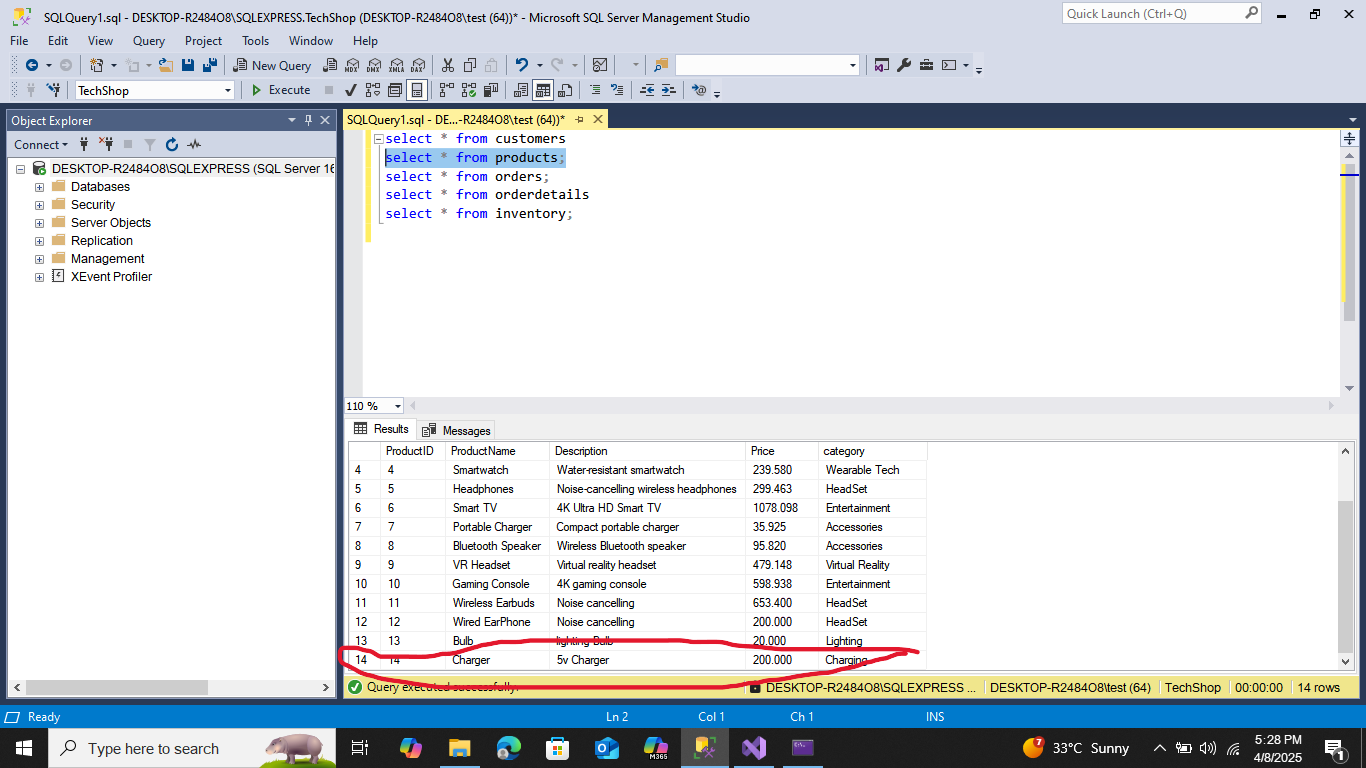 SQLQuery1.sql - DESKTOP-R2484O8\SQLEXPRESS.TechShop (DESKTOP-R2484O8\test (64))* - Microsoft SQL Server Management Studio
Quick Launch (Ctrl+Q)
File Edit View Query Project Tools Window Help
New Query MDX DMX XMLA DAX
TechShop Execute
Object Explorer
SQLQuery1.sql - DE...-R2484O8\test (64))*
Connect
DESKTOP-R2484O8\SQLEXPRESS (SQL Server 16
Databases
Security
Server Objects
Replication
Management
XEvent Profiler
select * from customers
select * from products;
select * from orders;
select * from orderdetails
select * from inventory;
110 %
Results Messages
ProductID ProductName Description Price category
4 4 Smartwatch Water-resistant smartwatch 239.580 Wearable Tech
5 5 Headphones Noise-cancelling wireless headphones 299.463 HeadSet
6 6 Smart TV 4K Ultra HD Smart TV 1078.098 Entertainment
7 7 Portable Charger Compact portable charger 35.925 Accessories
8 8 Bluetooth Speaker Wireless Bluetooth speaker 95.820 Accessories
9 9 VR Headset Virtual reality headset 479.148 Virtual Reality
10 10 Gaming Console 4K gaming console 598.938 Entertainment
11 11 Wireless Earbuds Noise cancelling 653.400 HeadSet
12 12 Wired EarPhone Noise cancelling 200.000 HeadSet
13 13 Bulb lighting Bulb 20.000 Lighting
14 14 Charger 5v Charger 200.000 Charging
Query executed successfully. DESKTOP-R2484O8\SQLEXPRESS ... DESKTOP-R2484O8\test (64) TechShop 00:00:00 14 rows
Ready Ln 2 Col 1 Ch 1 INS
Type here to search M365 7 33°C Sunny 5:28 PM 1
4/8/2025